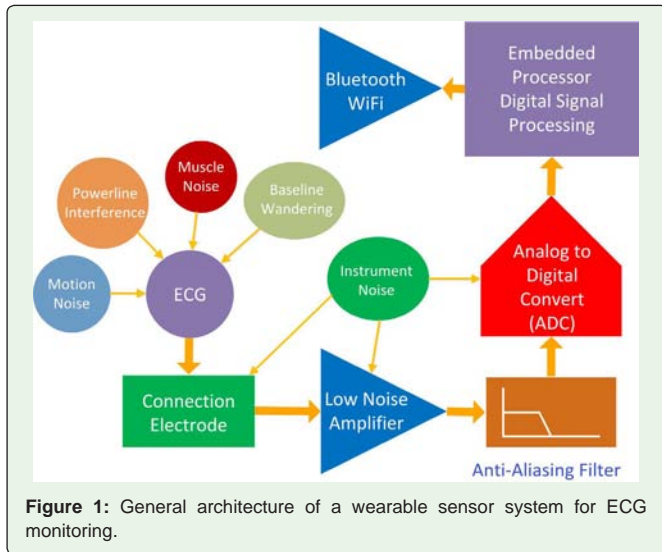 Bluetooth
WiFi
Embedded
Processor
Digital Signal
Processing
Muscle
Noise
Powerline
Interference
Baseline
Wandering
Motion
Noise
ECG
Instrument
Noise
Analog to
Digital
Convert
(ADC)
Connection
Electrode
Low Noise
Amplifier
Anti-Aliasing Filter
Figure 1: General architecture of a wearable sensor system for ECG
monitoring.